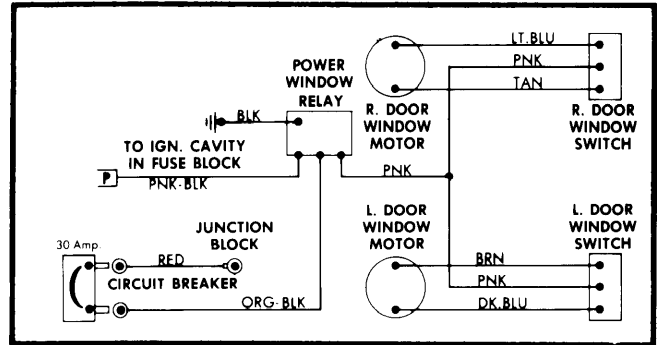 LT.BLU
PNK
TAN
POWER
WINDOW
RELAY
BLK
R. DOOR
WINDOW
MOTOR
R. DOOR
WINDOW
SWITCH
TO IGN. CAVITY
IN FUSE BLOCK
P
PNK-BLK
PNK
JUNCTION
BLOCK
L. DOOR
WINDOW
MOTOR
L. DOOR
WINDOW
SWITCH
30 Amp.
RED
CIRCUIT BREAKER
ORG-BLK
BRN
PNK
DK.BLU